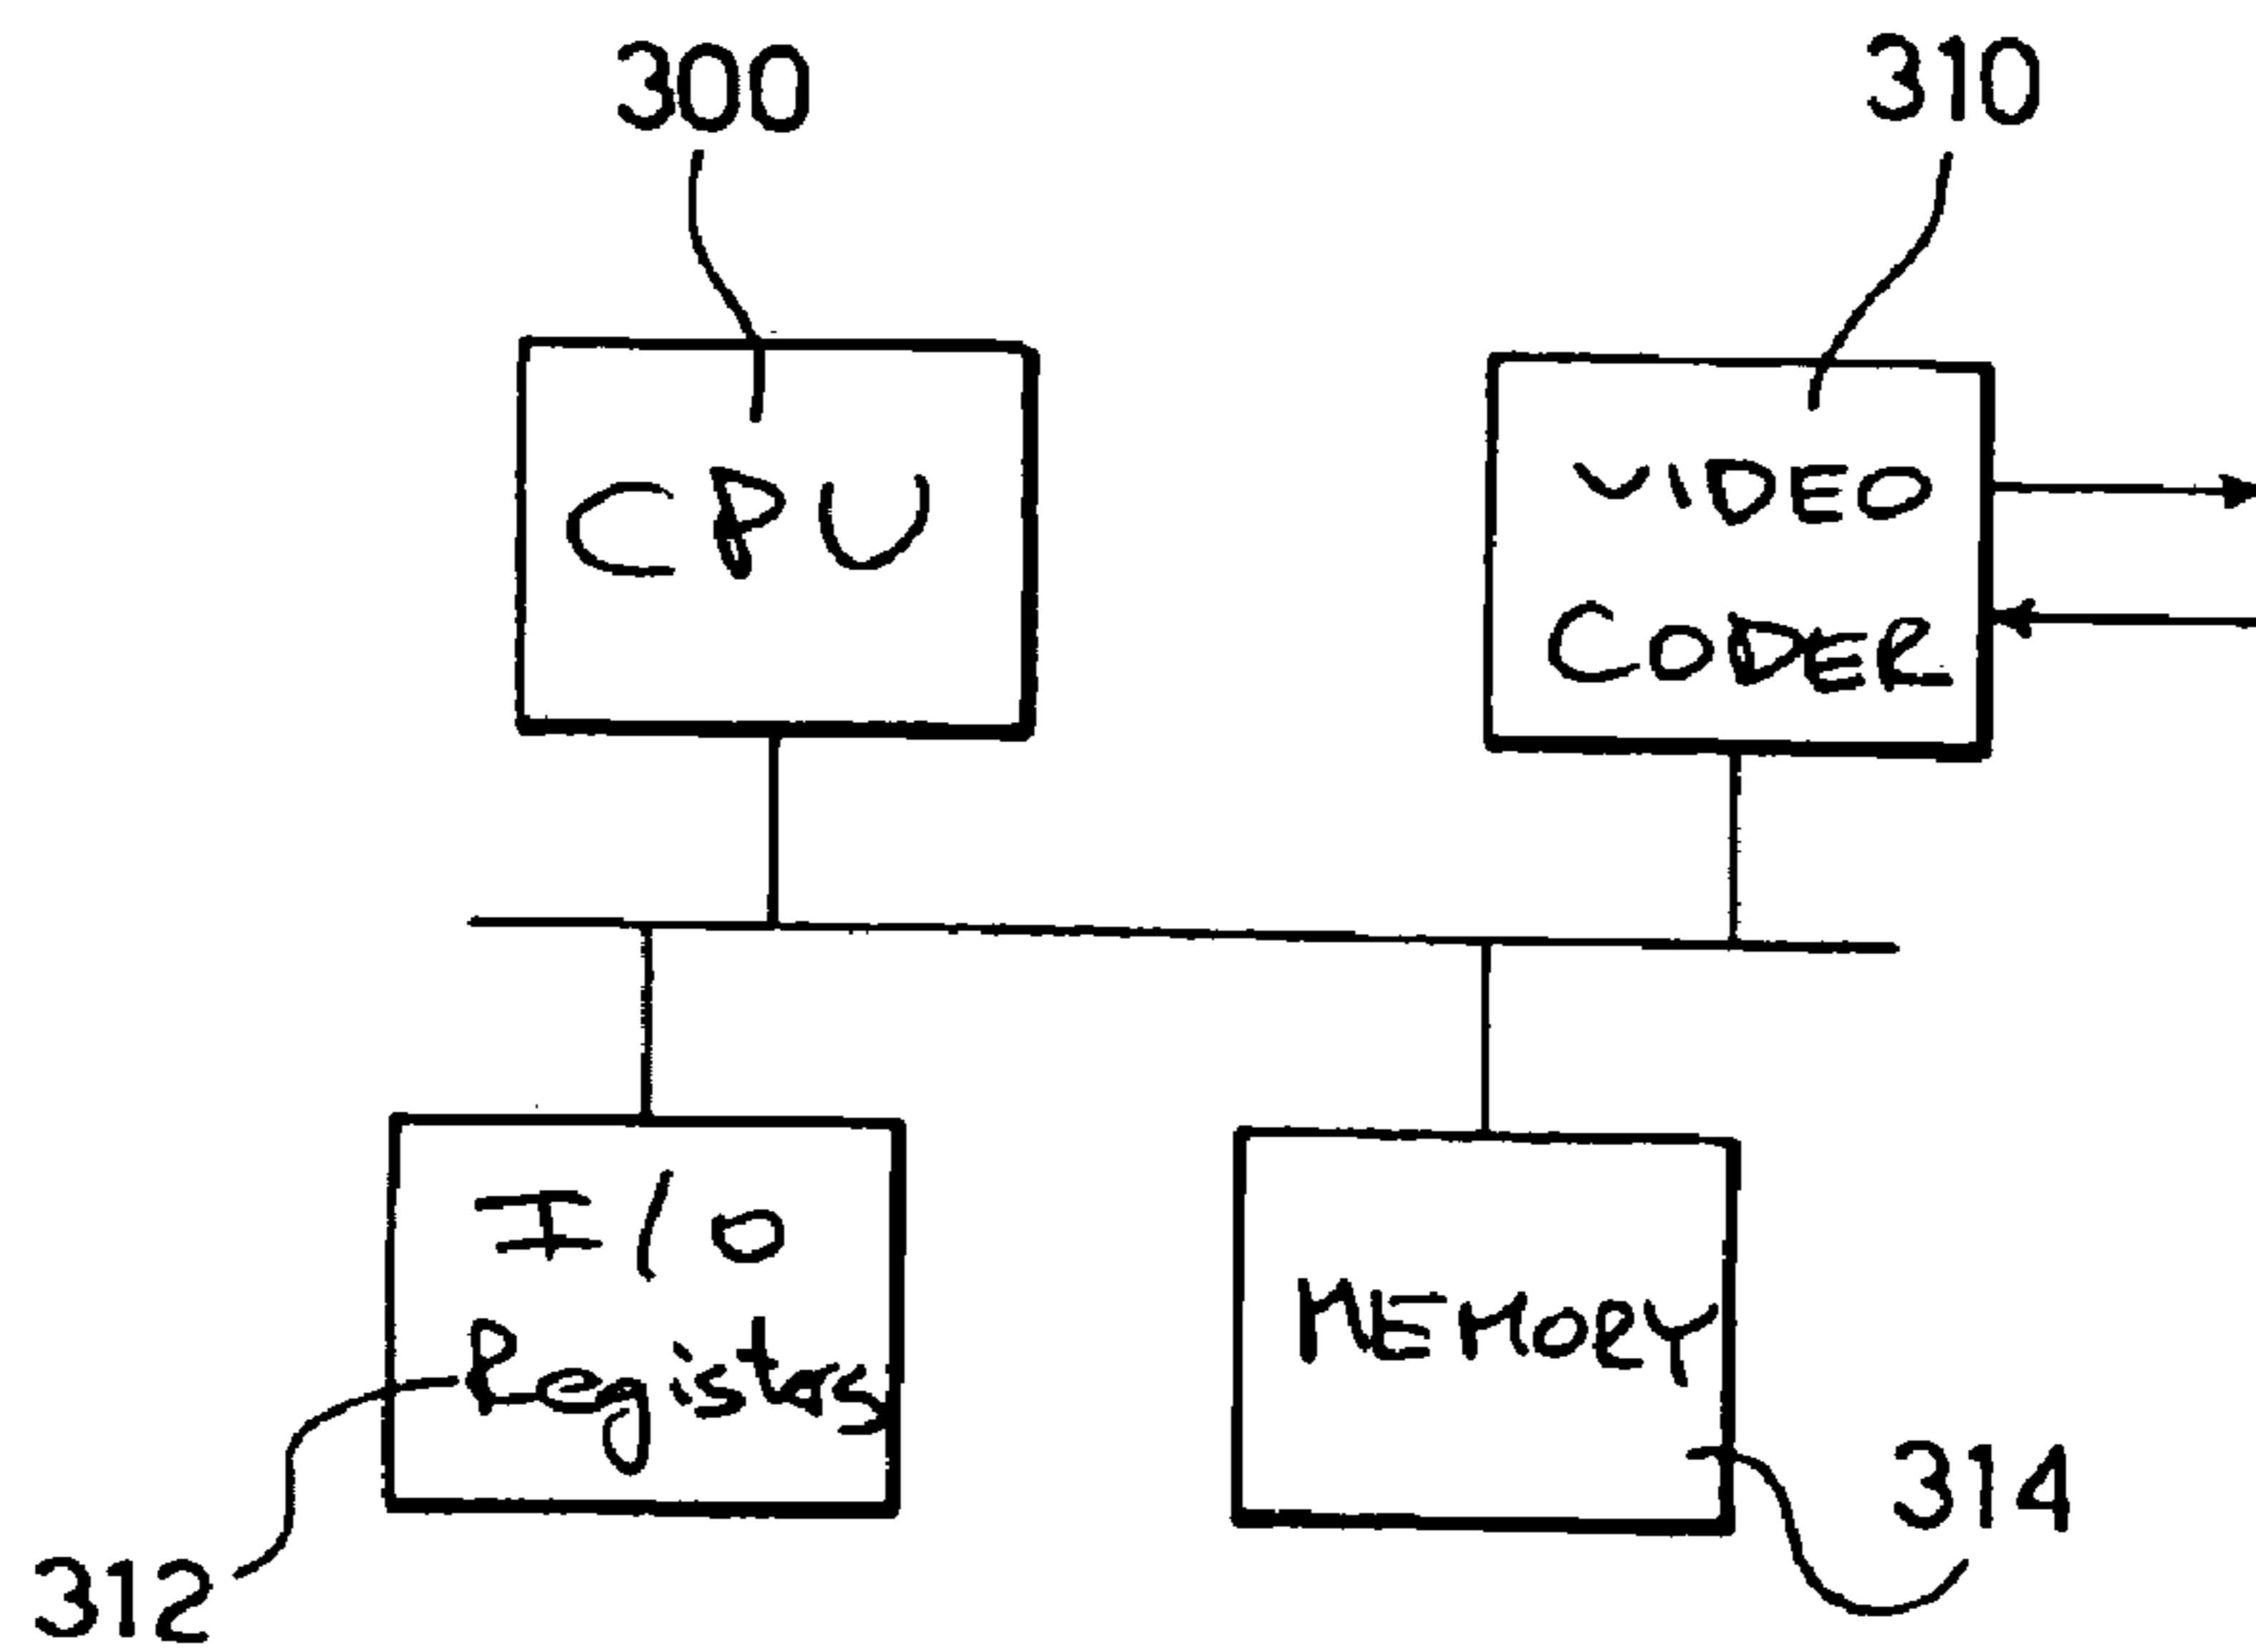 300
310
CPU
VIDEO
CODER
I/O
Registers
MEMORY
314
312